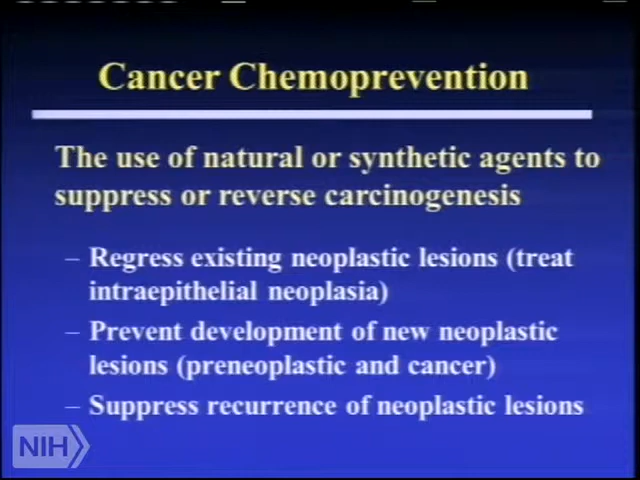 Cancer Chemoprevention
The use of natural or synthetic agents to
suppress or reverse carcinogenesis
– Regress existing neoplastic lesions (treat
intraepithelial neoplasia)
– Prevent development of new neoplastic
lesions (preneoplastic and cancer)
– Suppress recurrence of neoplastic lesions
NIH